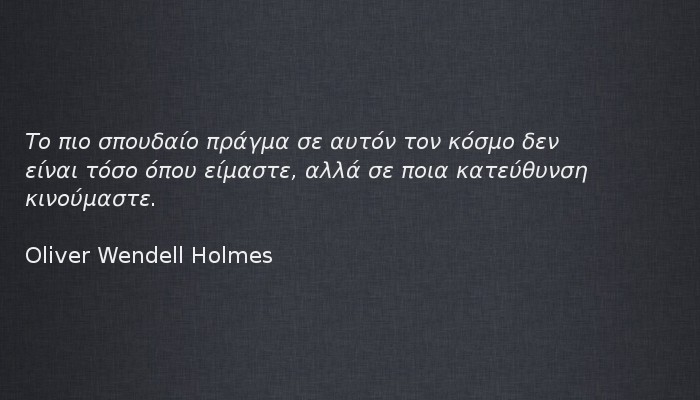 Το πιο σπουδαίο πράγμα σε αυτόν τον κόσμο δεν
είναι τόσο όπου είμαστε, αλλά σε ποια κατεύθυνση
κινούμαστε.
Oliver Wendell Holmes